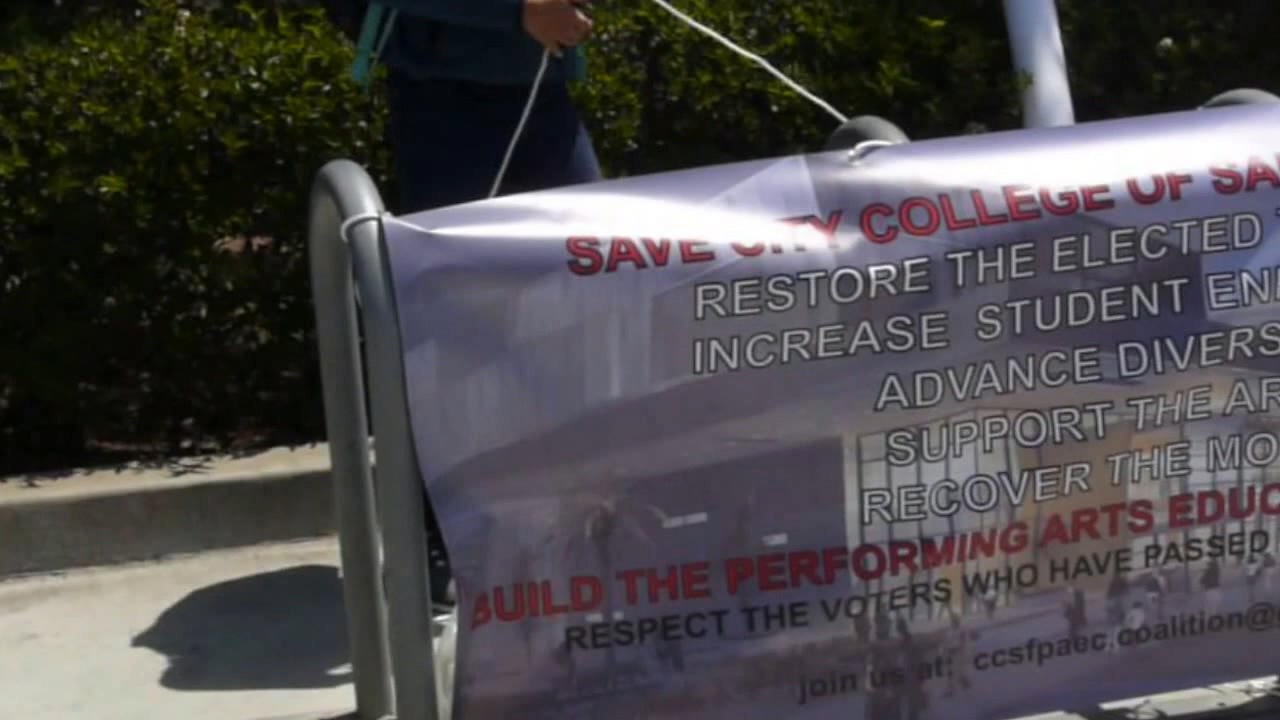 SAVE CITY COLLEGE OF SA
RESTORE THE ELECTED
INCREASE STUDENT EN
ADVANCE DIVERS
SUPPORT THE AR
RECOVER THE MO
BUILD THE PERFORMING ARTS EDUC
RESPECT THE VOTERS WHO HAVE PASSED
join us at: ccsfpaec.coalition@